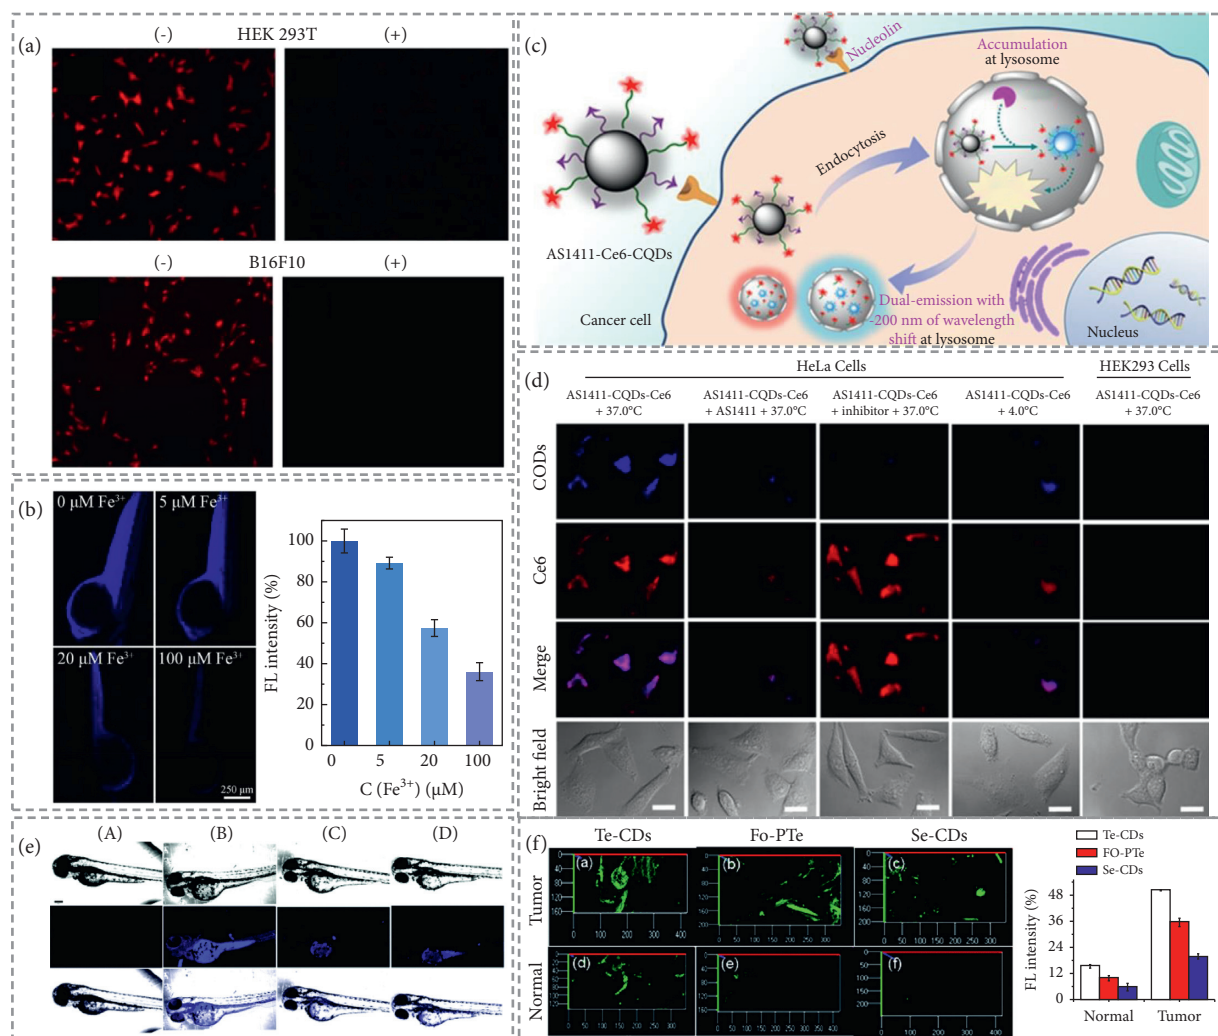 (a)
(-) HEK 293T (+)
(-) B16F10 (+)
(b)
0 μM Fe³⁺ 5 μM Fe³⁺
20 μM Fe³⁺ 100 μM Fe³⁺
250 μm
FL intensity (%)
100
80
60
40
20
0
0 5 20 100
C (Fe³⁺) (μM)
(c)
Nucleolin
Accumulation
at lysosome
Endocytosis
AS1411-Ce6-CQDs
Cancer cell
Dual-emission with
-200 nm of wavelength
shift at lysosome
Nucleus
(d)
HeLa Cells HEK293 Cells
AS1411-CQDs-Ce6 AS1411-CQDs-Ce6 AS1411-CQDs-Ce6 AS1411-CQDs-Ce6 AS1411-CQDs-Ce6
+ 37.0°C + AS1411 + 37.0°C + inhibitor + 37.0°C + 4.0°C + 37.0°C
CODs
Ce6
Merge
Bright field
(e)
(A) (B) (C) (D)
(f)
Te-CDs Fo-PTe Se-CDs
Tumor
(a) (b) (c)
Normal
(d) (e) (f)
Te-CDs
FO-PTe
Se-CDs
FL intensity (%)
48
36
24
12
0
Normal Tumor